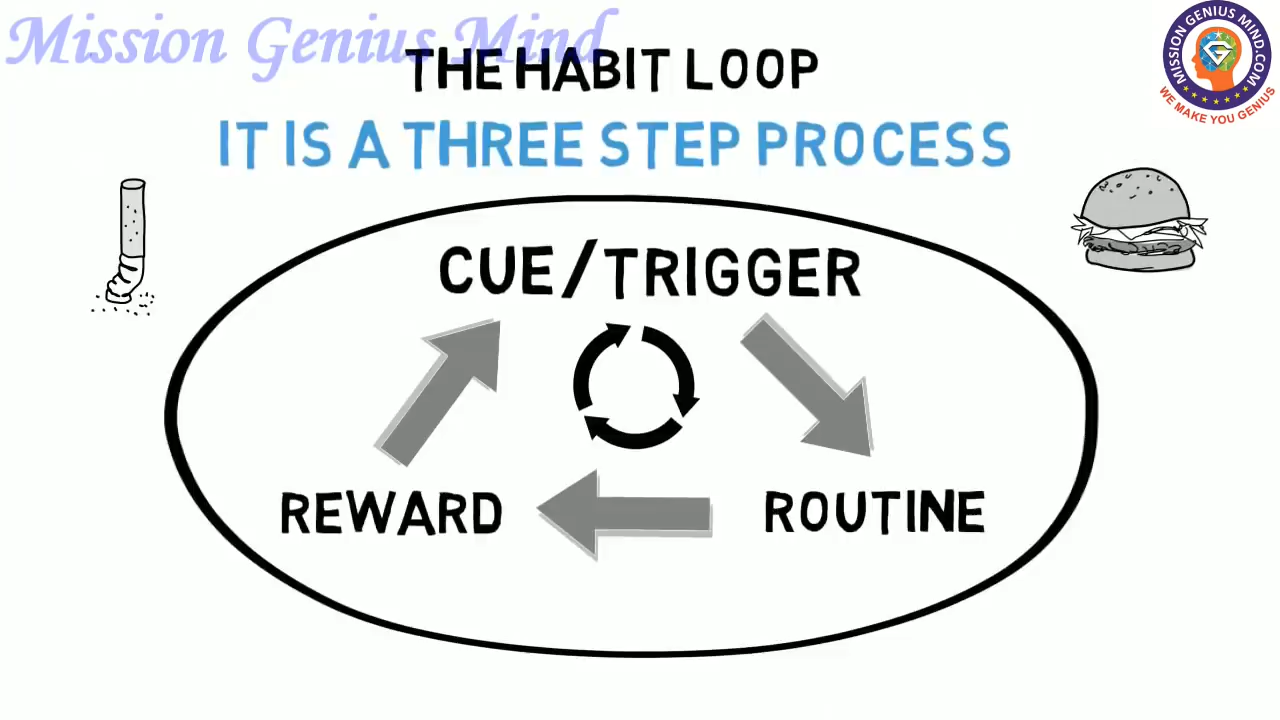 Mission Genius Mind
THE HABIT LOOP
IT IS A THREE STEP PROCESS
MISSION GENIUS MIND.COM
WE MAKE YOU GENIUS
G
CUE/TRIGGER
REWARD
ROUTINE